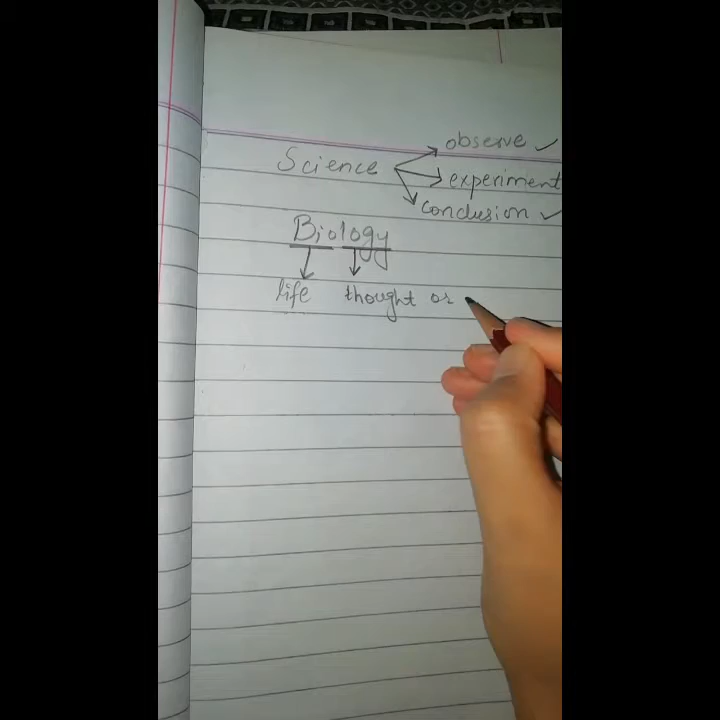 observe ✓
Science experiment
conclusion ✓
Biology
life thought or